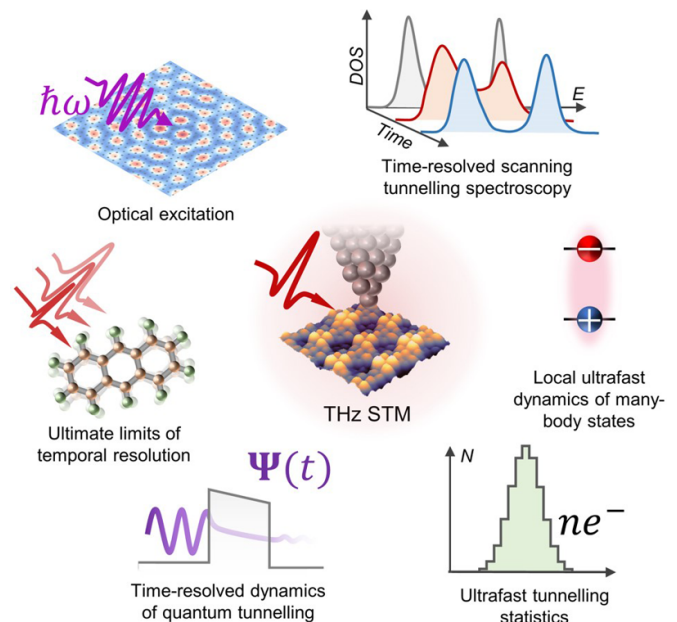 ħω
Optical excitation
DOS
E
Time
Time-resolved scanning
tunnelling spectroscopy
Ultimate limits of
temporal resolution
THz STM
Local ultrafast
dynamics of many-
body states
Ψ(t)
Time-resolved dynamics
of quantum tunnelling
N
ne⁻
Ultrafast tunnelling
statistics